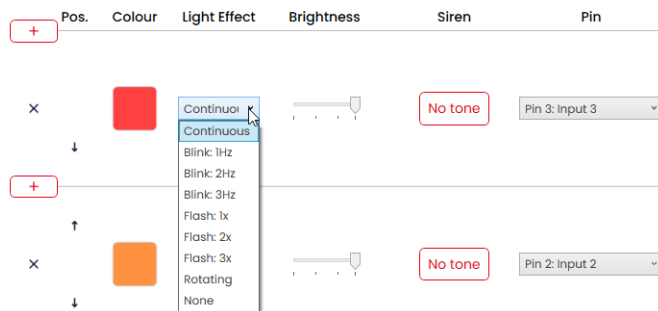 Pos. Colour Light Effect Brightness Siren Pin
+
× Continuou No tone Pin 3: Input 3
Continuous
↓
Blink: 1Hz
Blink: 2Hz
+
Blink: 3Hz
Flash: 1x
↑
Flash: 2x
Flash: 3x
× No tone Pin 2: Input 2
Rotating
None
↓